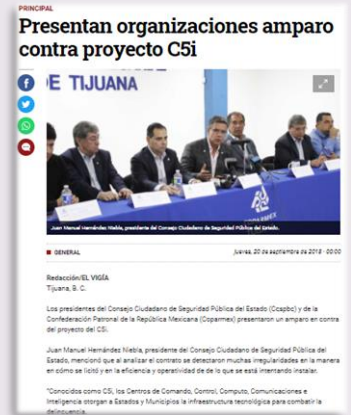 PRINCIPAL
Presentan organizaciones amparo
contra proyecto C5i
E TIJUANA
COPARMEX
Juan Manuel Hernández Niebla, presidente del Consejo Ciudadano de Seguridad Pública del Estado.
GENERAL
jueves, 20 de septiembre de 2018 · 00:00
Redacción/EL VIGÍA
Tijuana, B. C.
Los presidentes del Consejo Ciudadano de Seguridad Pública del Estado (Ccspbc) y de la
Confederación Patronal de la República Mexicana (Coparmex) presentaron un amparo en contra
del proyecto del C5i.
Juan Manuel Hernández Niebla, presidente del Consejo Ciudadano de Seguridad Pública del
Estado, mencionó que al analizar el contrato se detectaron muchas irregularidades en la manera
en cómo se licitó y en la eficiencia y operatividad de de lo que se está intentando instalar.
"Conocidos como C5i, los Centros de Comando, Control, Computo, Comunicaciones e
Inteligencia otorgan a Estados y Municipios la infraestructura tecnológica para combatir la
delincuencia.